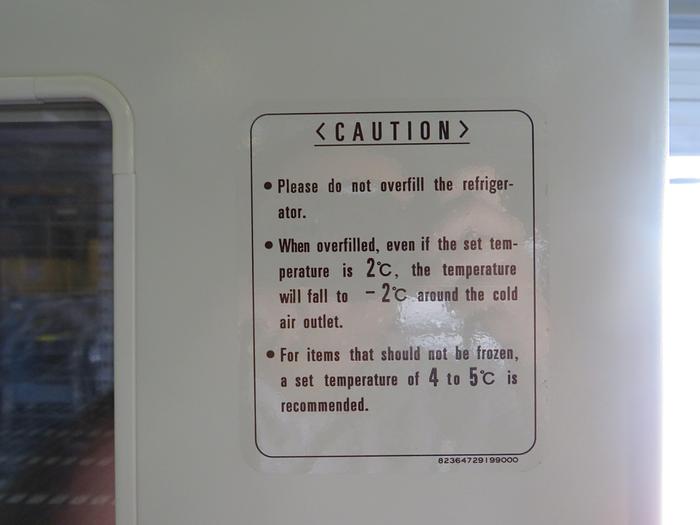 <CAUTION>
• Please do not overfill the refriger-
ator.
• When overfilled, even if the set tem-
perature is 2℃, the temperature
will fall to −2℃ around the cold
air outlet.
• For items that should not be frozen,
a set temperature of 4 to 5℃ is
recommended.
82364729199000